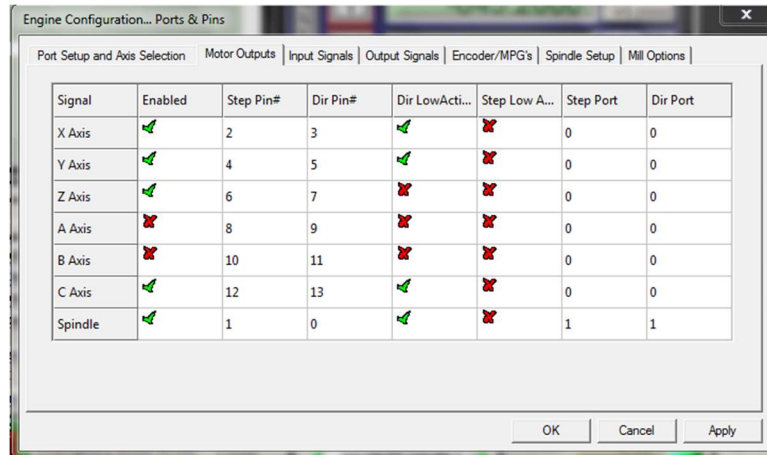 Engine Configuration... Ports & Pins
Port Setup and Axis Selection Motor Outputs Input Signals Output Signals Encoder/MPG's Spindle Setup Mill Options
Signal Enabled Step Pin# Dir Pin# Dir LowActi... Step Low A... Step Port Dir Port
X Axis 2 3 0 0
Y Axis 4 5 0 0
Z Axis 6 7 0 0
A Axis 8 9 0 0
B Axis 10 11 0 0
C Axis 12 13 0 0
Spindle 1 0 1 1
OK Cancel Apply